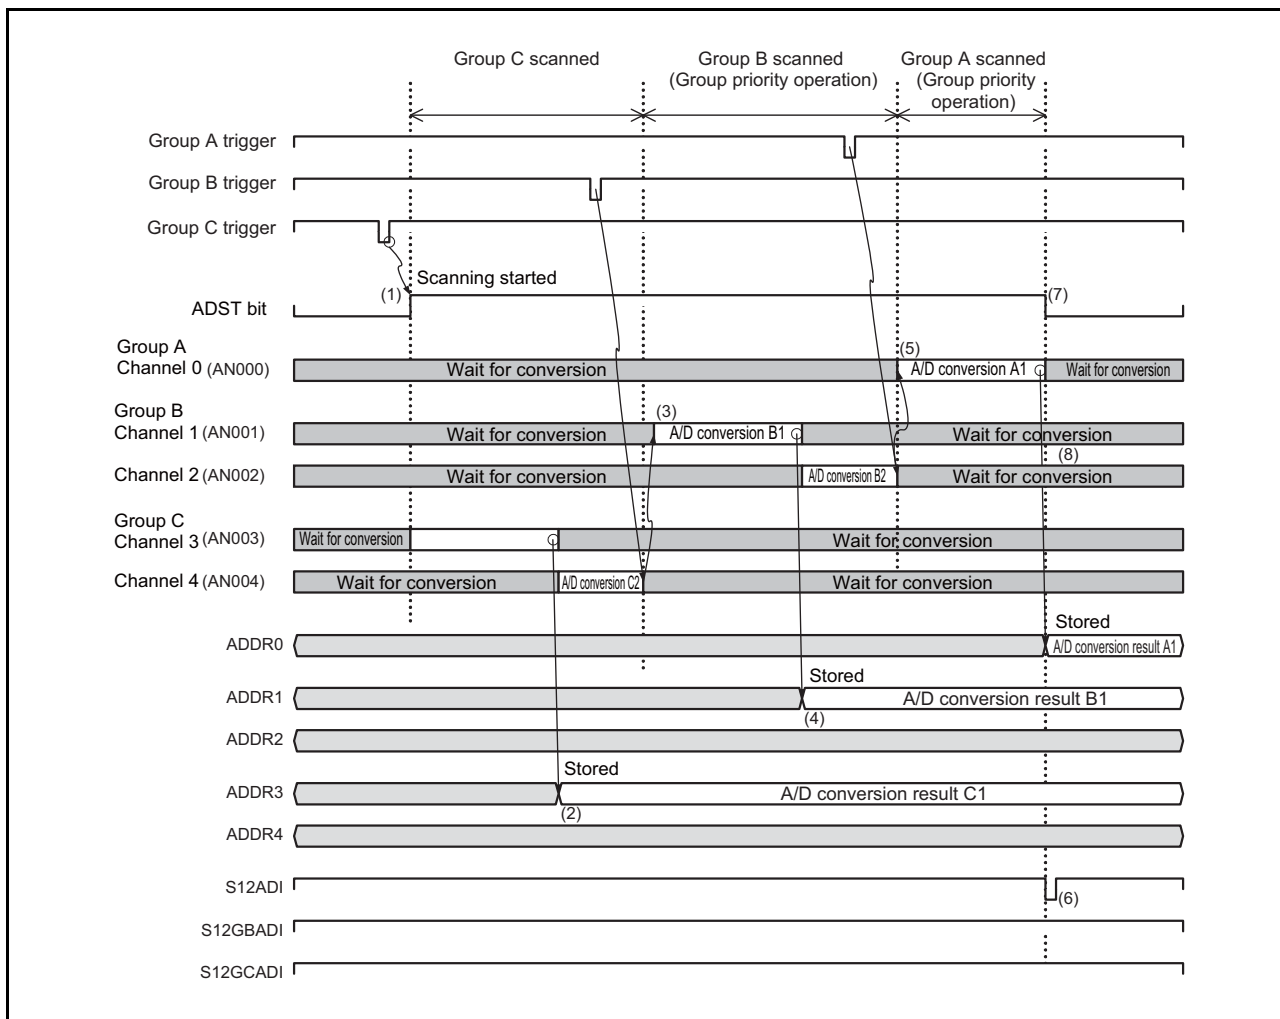 Group C scanned
Group B scanned
(Group priority operation)
Group A scanned
(Group priority
operation)
Group A trigger
Group B trigger
Group C trigger
Scanning started
(1)
(7)
ADST bit
Group A
Channel 0 (AN000)
Wait for conversion
(5)
A/D conversion A1
Wait for conversion
Group B
Channel 1 (AN001)
Wait for conversion
(3)
A/D conversion B1
Wait for conversion
(8)
Channel 2 (AN002)
Wait for conversion
A/D conversion B2
Wait for conversion
Group C
Channel 3 (AN003)
Wait for conversion
Wait for conversion
Channel 4 (AN004)
Wait for conversion
A/D conversion C2
Wait for conversion
Stored
ADDR0
A/D conversion result A1
Stored
ADDR1
A/D conversion result B1
(4)
ADDR2
Stored
ADDR3
A/D conversion result C1
(2)
ADDR4
S12ADI
(6)
S12GBADI
S12GCADI